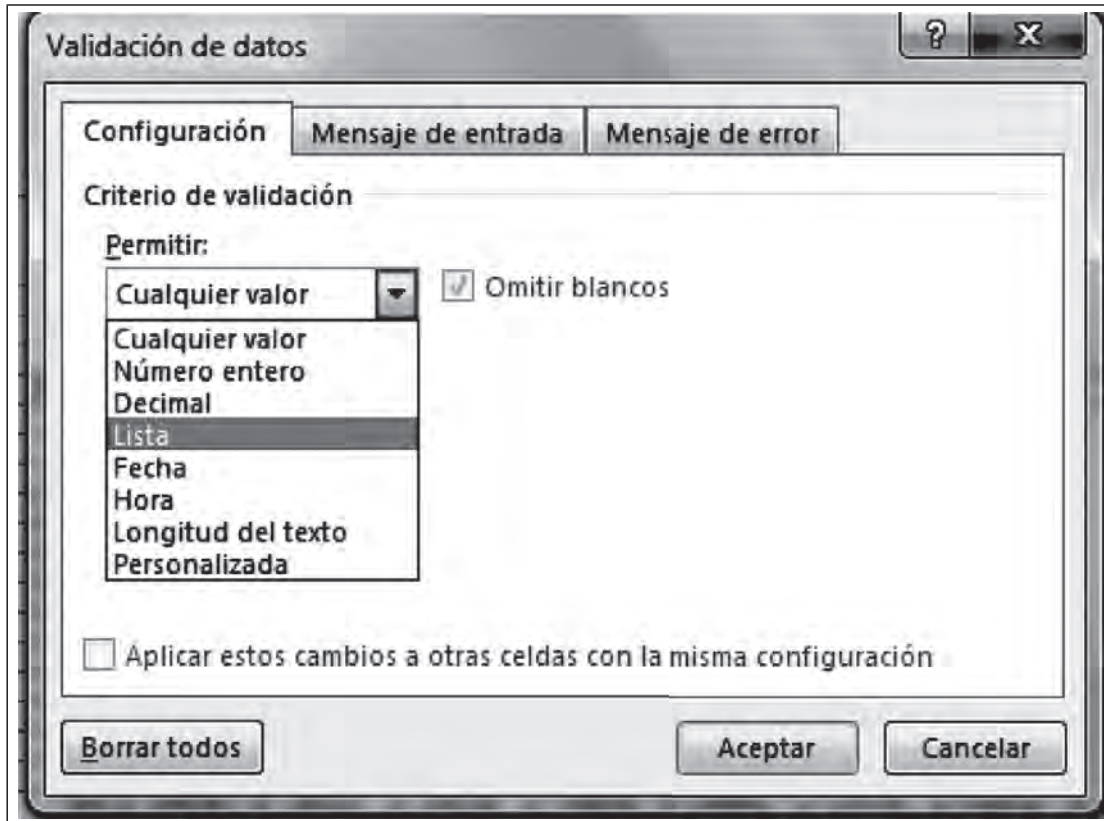 Validación de datos
Configuración
Mensaje de entrada
Mensaje de error
Criterio de validación
Permitir:
Cualquier valor
Omitir blancos
Cualquier valor
Número entero
Decimal
Lista
Fecha
Hora
Longitud del texto
Personalizada
Aplicar estos cambios a otras celdas con la misma configuración
Borrar todos
Aceptar
Cancelar